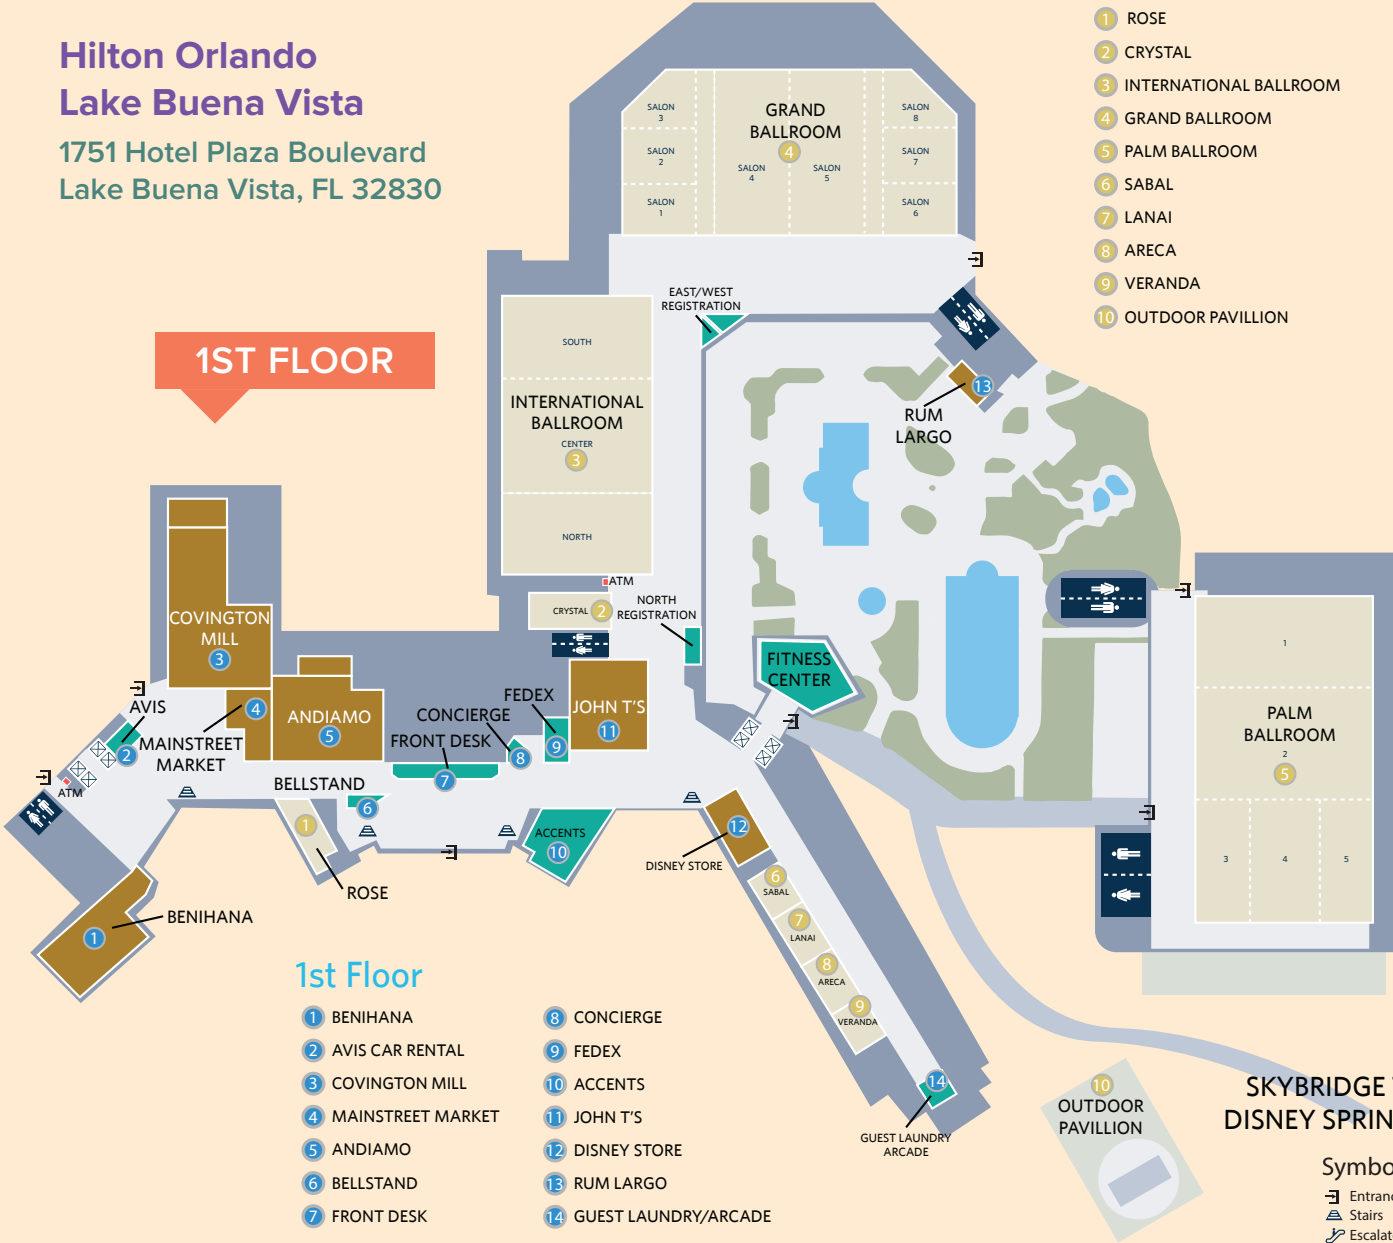 Hilton Orlando
Lake Buena Vista
1751 Hotel Plaza Boulevard
Lake Buena Vista, FL 32830
1ST FLOOR
1 ROSE
2 CRYSTAL
3 INTERNATIONAL BALLROOM
4 GRAND BALLROOM
5 PALM BALLROOM
6 SABAL
7 LANAI
8 ARECA
9 VERANDA
10 OUTDOOR PAVILLION
SALON
3
SALON
2
SALON
1
GRAND
BALLROOM
4
SALON
4
SALON
5
SALON
8
SALON
7
SALON
6
EAST/WEST
REGISTRATION
SOUTH
INTERNATIONAL
BALLROOM
CENTER
3
NORTH
ATM
CRYSTAL 2
NORTH
REGISTRATION
13
RUM
LARGO
FITNESS
CENTER
COVINGTON
MILL
3
AVIS
2
MAINSTREET
MARKET
4
ANDIAMO
5
ATM
FEDEX
9
CONCIERGE
8
FRONT DESK
7
JOHN T'S
11
BELLSTAND
6
1
ROSE
ACCENTS
10
BENIHANA
1
DISNEY STORE
12
6
SABAL
7
LANAI
8
ARECA
9
VERANDA
14
GUEST LAUNDRY
ARCADE
1
PALM
BALLROOM
2
5
3
4
5
10
OUTDOOR
PAVILLION
SKYBRIDGE
DISNEY SPRIN
Symbo
Entranc
Stairs
Escalat
1st Floor
1 BENIHANA
2 AVIS CAR RENTAL
3 COVINGTON MILL
4 MAINSTREET MARKET
5 ANDIAMO
6 BELLSTAND
7 FRONT DESK
8 CONCIERGE
9 FEDEX
10 ACCENTS
11 JOHN T'S
12 DISNEY STORE
13 RUM LARGO
14 GUEST LAUNDRY/ARCADE